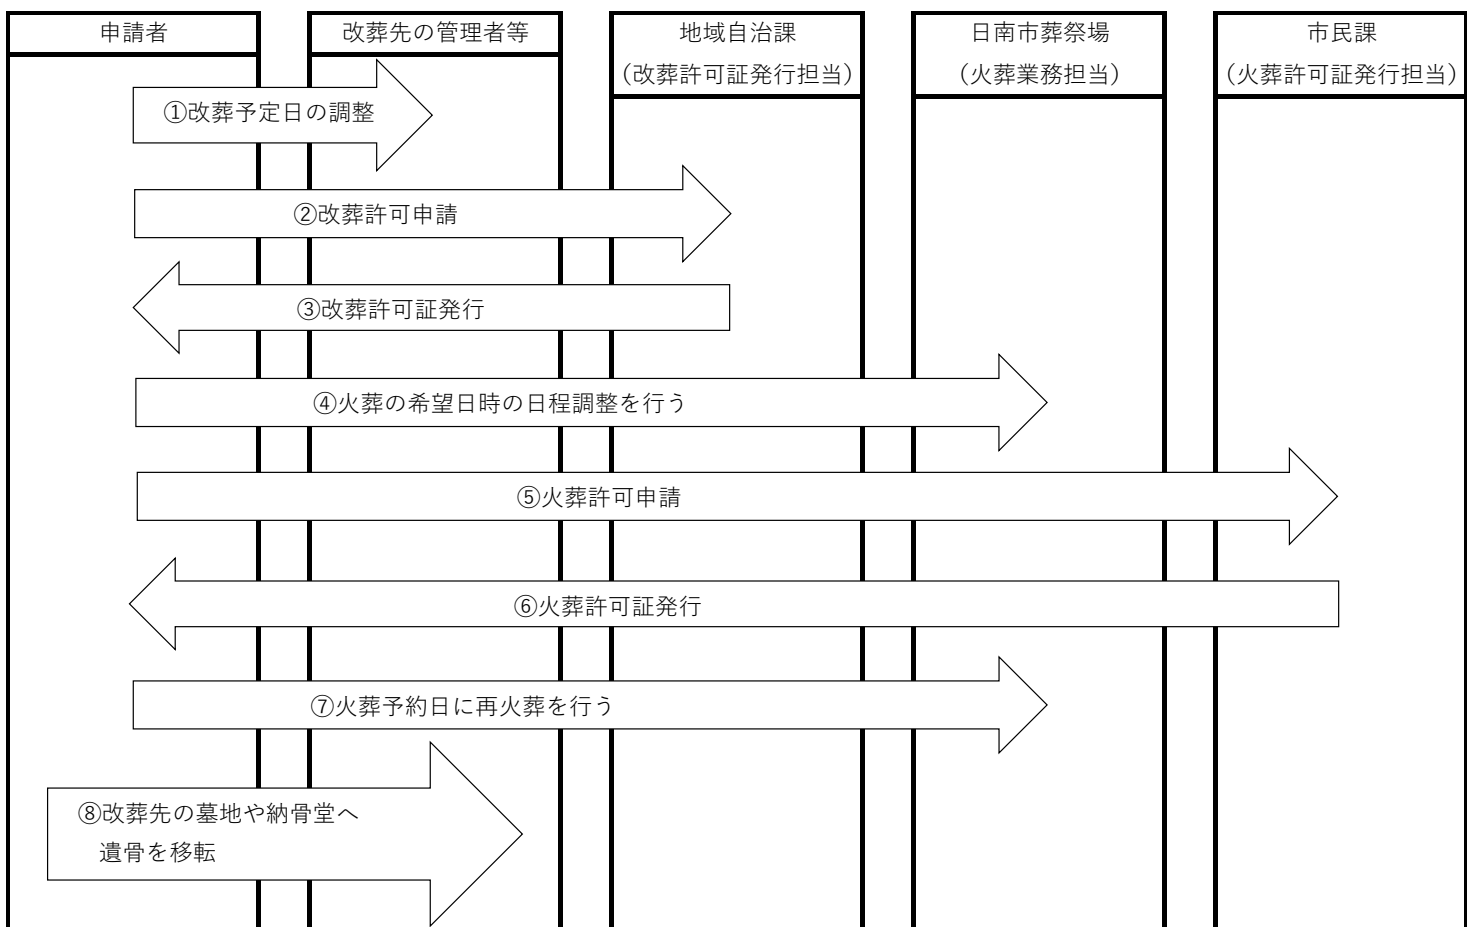 申請者
改葬先の管理者等
地域自治課
（改葬許可証発行担当）
日南市葬祭場
（火葬業務担当）
市民課
（火葬許可証発行担当）
①改葬予定日の調整
②改葬許可申請
③改葬許可証発行
④火葬の希望日時の日程調整を行う
⑤火葬許可申請
⑥火葬許可証発行
⑦火葬予約日に再火葬を行う
⑧改葬先の墓地や納骨堂へ
遺骨を移転